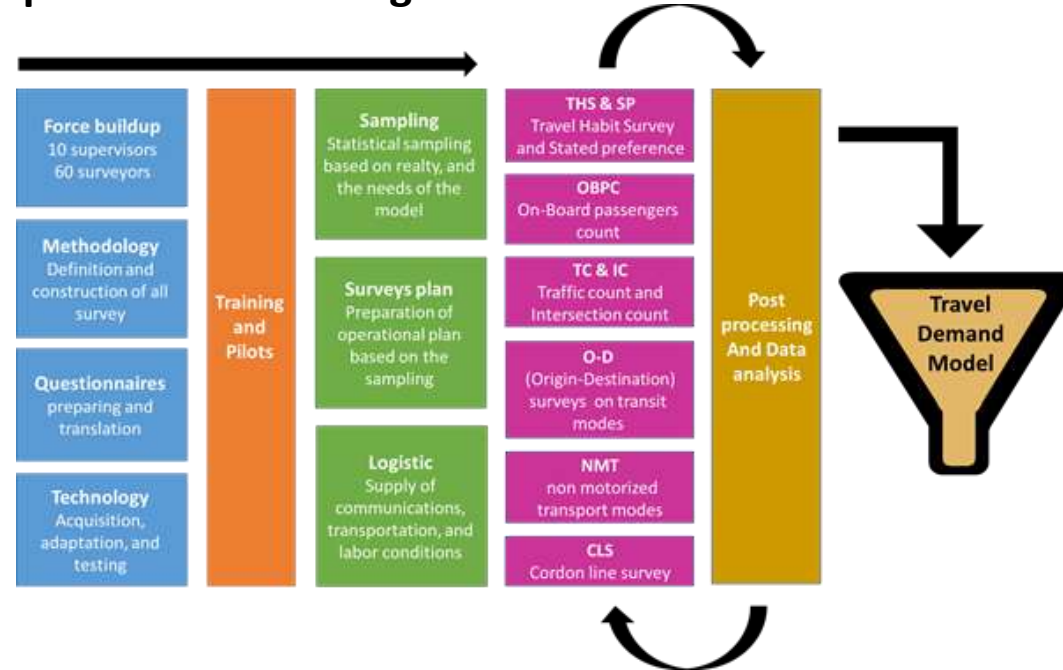 Force buildup
10 supervisors
60 surveyors
Methodology
Definition and
construction of all
survey
Questionnaires
preparing and
translation
Technology
Acquisition,
adaptation, and
testing
Training
and
Pilots
Sampling
Statistical sampling
based on realty, and
the needs of the
model
Surveys plan
Preparation of
operational plan
based on the
sampling
Logistic
Supply of
communications,
transportation, and
labor conditions
THS & SP
Travel Habit Survey
and Stated preference
OBPC
On-Board passengers
count
TC & IC
Traffic count and
Intersection count
O-D
(Origin-Destination)
surveys on transit
modes
NMT
non motorized
transport modes
CLS
Cordon line survey
Post
processing
And Data
analysis
Travel
Demand
Model